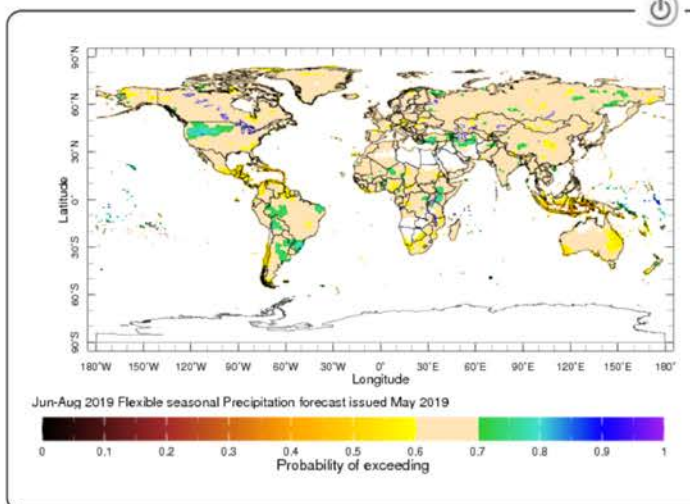 90°N
60°N
30°N
0°
30°S
60°S
90°S
Latitude
180°W 150°W 120°W 90°W 60°W 30°W 0° 30°E 60°E 90°E 120°E 150°E 180°
Longitude
Jun-Aug 2019 Flexible seasonal Precipitation forecast issued May 2019
0 0.1 0.2 0.3 0.4 0.5 0.6 0.7 0.8 0.9 1
Probability of exceeding